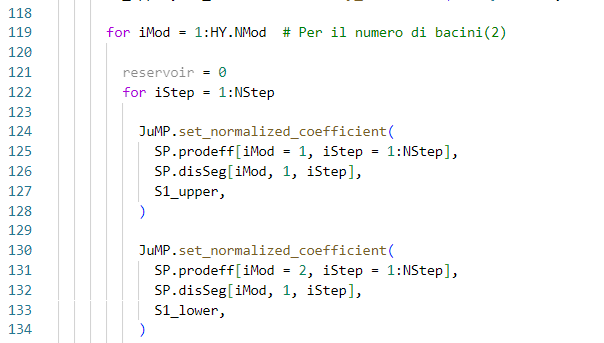 118
119 for iMod = 1:HY.NMod # Per il numero di bacini(2)
120
121 reservoir = 0
122 for iStep = 1:NStep
123
124 JuMP.set_normalized_coefficient(
125 SP.prodeff[iMod = 1, iStep = 1:NStep],
126 SP.disSeg[iMod, 1, iStep],
127 S1_upper,
128 )
129
130 JuMP.set_normalized_coefficient(
131 SP.prodeff[iMod = 2, iStep = 1:NStep],
132 SP.disSeg[iMod, 1, iStep],
133 S1_lower,
134 )